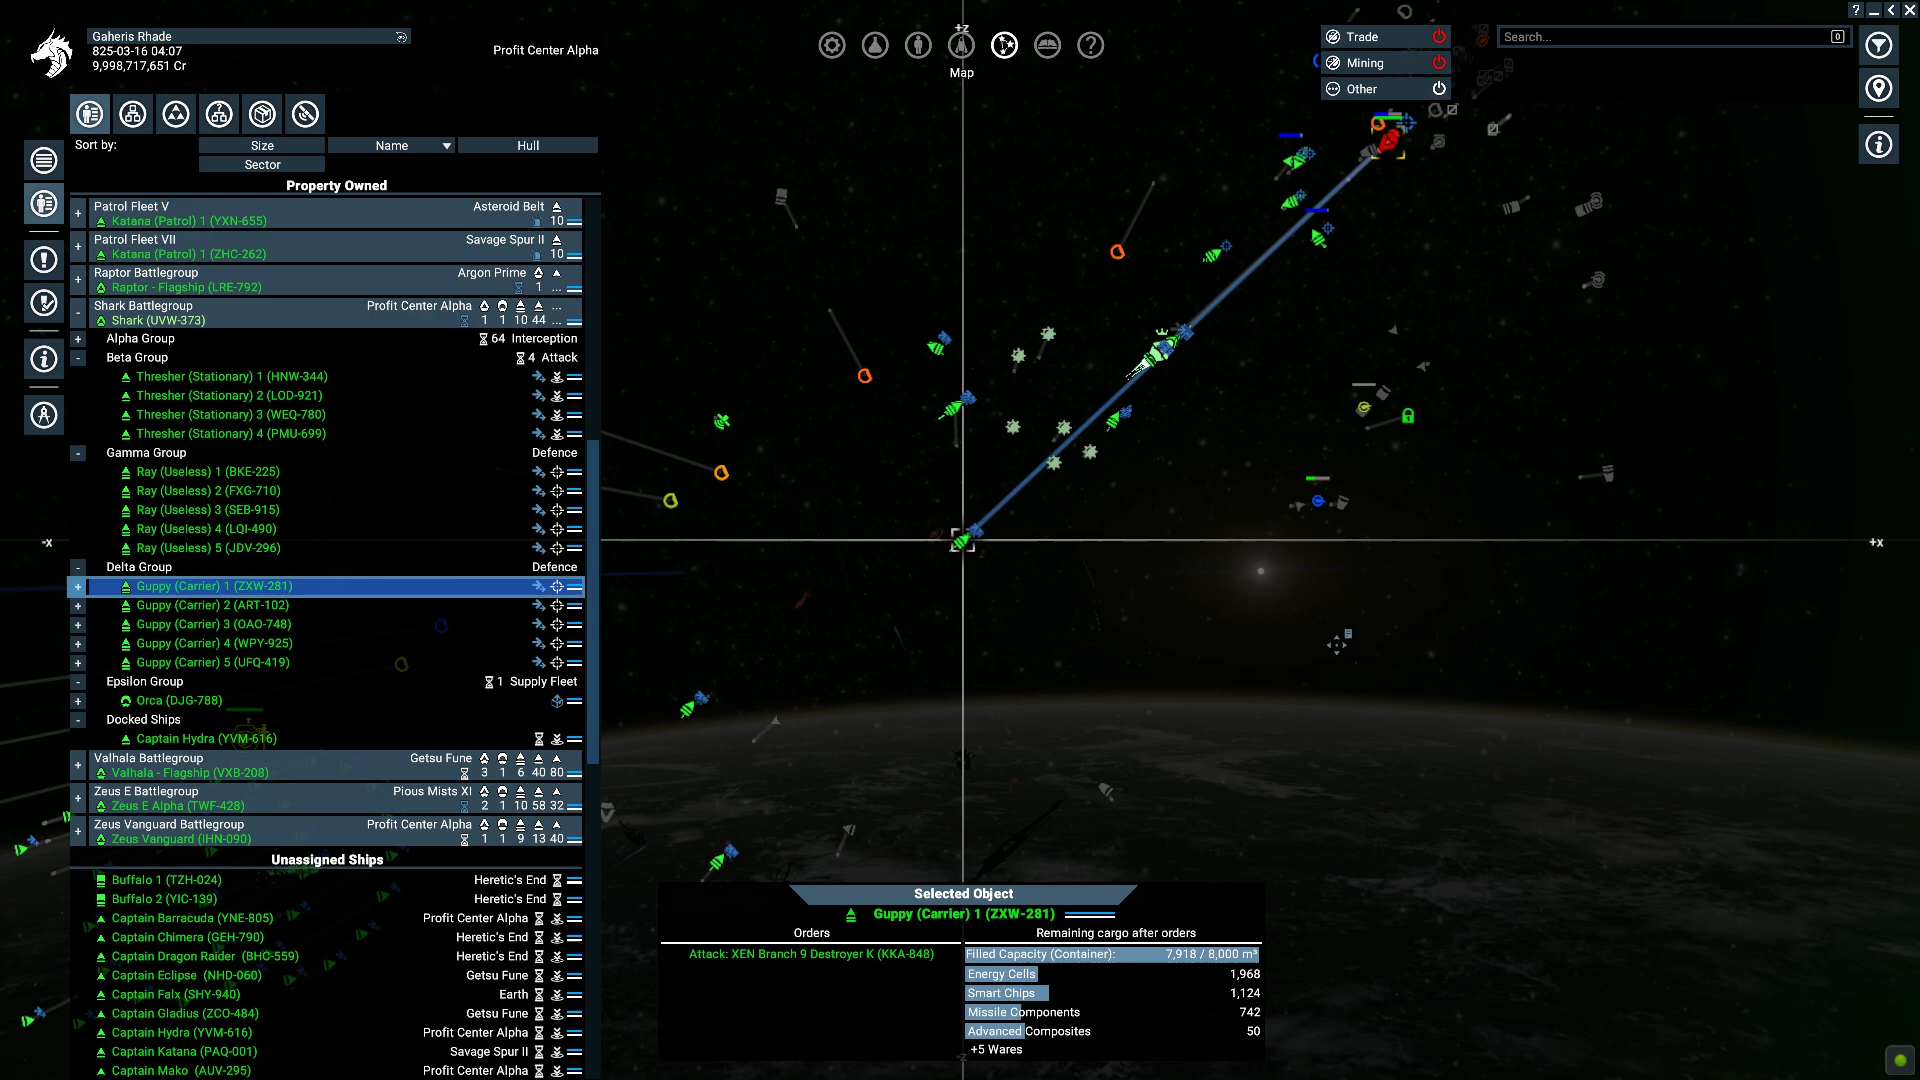 Gaheris Rhade
825-03-16 04:07
9,998,717,651 Cr
Profit Center Alpha
+z
Map
Trade
Mining
Other
Search...
0
Sort by:
Size
Name
Hull
Sector
Property Owned
Patrol Fleet V Asteroid Belt
Katana (Patrol) 1 (YXN-655) 10
Patrol Fleet VII Savage Spur II
Katana (Patrol) 1 (ZHC-262) 10
Raptor Battlegroup Argon Prime
Raptor - Flagship (LRE-792) 1 ...
Shark Battlegroup Profit Center Alpha ...
Shark (UVW-373) 1 1 10 44 ...
Alpha Group 64 Interception
Beta Group 4 Attack
Thresher (Stationary) 1 (HNW-344)
Thresher (Stationary) 2 (LOD-921)
Thresher (Stationary) 3 (WEQ-780)
Thresher (Stationary) 4 (PMU-699)
Gamma Group Defence
Ray (Useless) 1 (BKE-225)
Ray (Useless) 2 (FXG-710)
Ray (Useless) 3 (SEB-915)
Ray (Useless) 4 (LQI-490)
Ray (Useless) 5 (JDV-296)
Delta Group Defence
Guppy (Carrier) 1 (ZXW-281)
Guppy (Carrier) 2 (ART-102)
Guppy (Carrier) 3 (OAO-748)
Guppy (Carrier) 4 (WPY-925)
Guppy (Carrier) 5 (UFQ-419)
Epsilon Group 1 Supply Fleet
Orca (DJG-788)
Docked Ships
Captain Hydra (YVM-616)
Valhala Battlegroup Getsu Fune
Valhala - Flagship (VXB-208) 3 1 6 40 80
Zeus E Battlegroup Pious Mists XI
Zeus E Alpha (TWF-428) 2 1 10 58 32
Zeus Vanguard Battlegroup Profit Center Alpha
Zeus Vanguard (IHN-090) 1 1 9 13 40
Unassigned Ships
Buffalo 1 (TZH-024) Heretic's End
Buffalo 2 (YIC-139) Heretic's End
Captain Barracuda (YNE-805) Profit Center Alpha
Captain Chimera (GEH-790) Heretic's End
Captain Dragon Raider (BHC-559) Heretic's End
Captain Eclipse (NHD-060) Getsu Fune
Captain Falx (SHY-940) Earth
Captain Gladius (ZCO-484) Getsu Fune
Captain Hydra (YVM-616) Profit Center Alpha
Captain Katana (PAQ-001) Savage Spur II
Captain Mako (AUV-295) Profit Center Alpha
-x
+x
Selected Object
Guppy (Carrier) 1 (ZXW-281)
Orders
Attack: XEN Branch 9 Destroyer K (KKA-848)
Remaining cargo after orders
Filled Capacity (Container): 7,918 / 8,000 m³
Energy Cells 1,968
Smart Chips 1,124
Missile Components 742
Advanced Composites 50
+5 Wares
-z